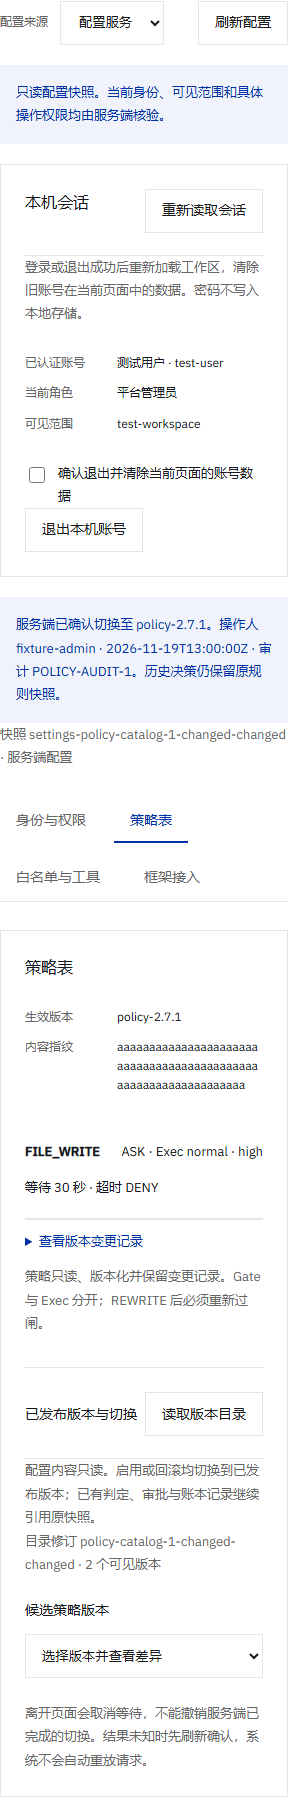 配置来源 配置服务 刷新配置
只读配置快照。当前身份、可见范围和具体
操作权限均由服务端核验。
本机会话 重新读取会话
登录或退出成功后重新加载工作区，清除
旧账号在当前页面中的数据。密码不写入
本地存储。
已认证账号 测试用户 · test-user
当前角色 平台管理员
可见范围 test-workspace
确认退出并清除当前页面的账号数
据
退出本机账号
服务端已确认切换至 policy-2.7.1。操作人
fixture-admin · 2026-11-19T13:00:00Z · 审
计 POLICY-AUDIT-1。历史决策仍保留原规
则快照。
快照 settings-policy-catalog-1-changed-changed
· 服务端配置
身份与权限 策略表
白名单与工具 框架接入
策略表
生效版本 policy-2.7.1
内容指纹 aaaaaaaaaaaaaaaaaaaaaa
aaaaaaaaaaaaaaaaaaaaaa
aaaaaaaaaaaaaaaaaaaa
FILE_WRITE ASK · Exec normal · high
等待 30 秒 · 超时 DENY
查看版本变更记录
策略只读、版本化并保留变更记录。Gate
与 Exec 分开；REWRITE 后必须重新过
闸。
已发布版本与切换 读取版本目录
配置内容只读。启用或回滚均切换到已发
布版本；已有判定、审批与账本记录继续
引用原快照。
目录修订 policy-catalog-1-changed-
changed · 2 个可见版本
候选策略版本
选择版本并查看差异
离开页面会取消等待，不能撤销服务端已
完成的切换。结果未知时先刷新确认，系
统不会自动重放请求。